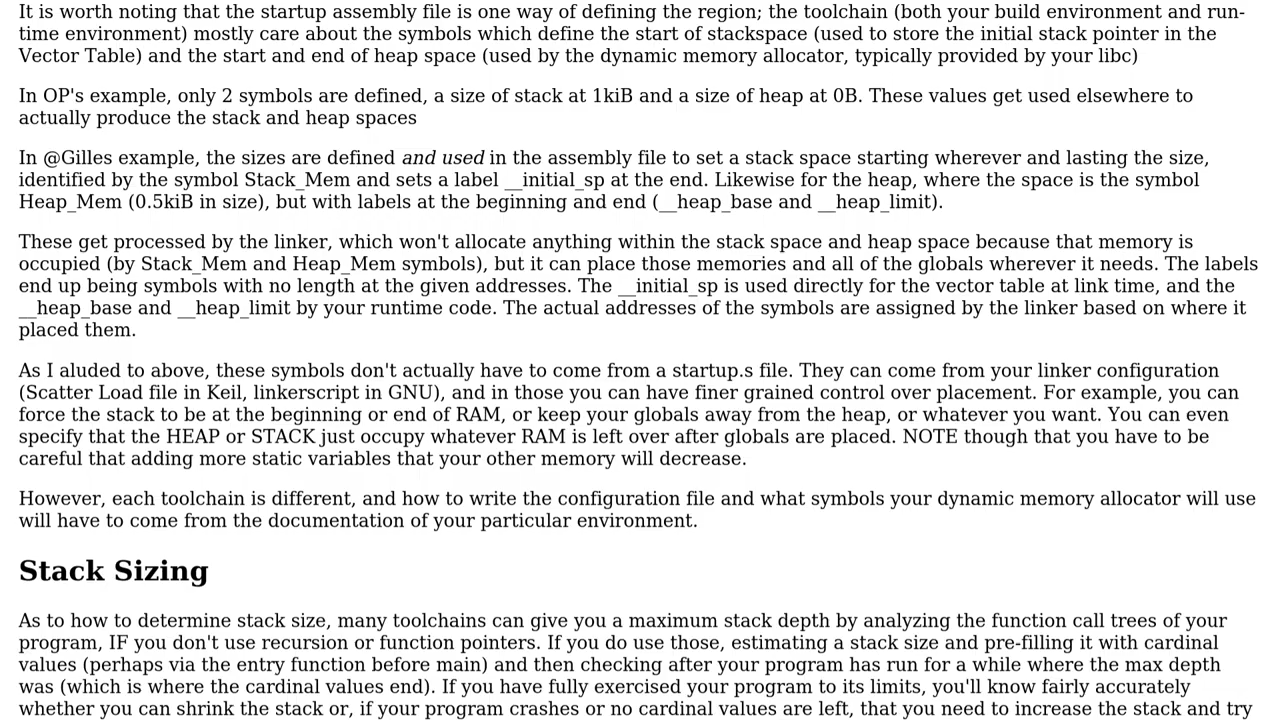 It is worth noting that the startup assembly file is one way of defining the region; the toolchain (both your build environment and run-
time environment) mostly care about the symbols which define the start of stackspace (used to store the initial stack pointer in the
Vector Table) and the start and end of heap space (used by the dynamic memory allocator, typically provided by your libc)
In OP's example, only 2 symbols are defined, a size of stack at 1kiB and a size of heap at 0B. These values get used elsewhere to
actually produce the stack and heap spaces
In @Gilles example, the sizes are defined and used in the assembly file to set a stack space starting wherever and lasting the size,
identified by the symbol Stack_Mem and sets a label __initial_sp at the end. Likewise for the heap, where the space is the symbol
Heap_Mem (0.5kiB in size), but with labels at the beginning and end (__heap_base and __heap_limit).
These get processed by the linker, which won't allocate anything within the stack space and heap space because that memory is
occupied (by Stack_Mem and Heap_Mem symbols), but it can place those memories and all of the globals wherever it needs. The labels
end up being symbols with no length at the given addresses. The __initial_sp is used directly for the vector table at link time, and the
__heap_base and __heap_limit by your runtime code. The actual addresses of the symbols are assigned by the linker based on where it
placed them.
As I aluded to above, these symbols don't actually have to come from a startup.s file. They can come from your linker configuration
(Scatter Load file in Keil, linkerscript in GNU), and in those you can have finer grained control over placement. For example, you can
force the stack to be at the beginning or end of RAM, or keep your globals away from the heap, or whatever you want. You can even
specify that the HEAP or STACK just occupy whatever RAM is left over after globals are placed. NOTE though that you have to be
careful that adding more static variables that your other memory will decrease.
However, each toolchain is different, and how to write the configuration file and what symbols your dynamic memory allocator will use
will have to come from the documentation of your particular environment.
Stack Sizing
As to how to determine stack size, many toolchains can give you a maximum stack depth by analyzing the function call trees of your
program, IF you don't use recursion or function pointers. If you do use those, estimating a stack size and pre-filling it with cardinal
values (perhaps via the entry function before main) and then checking after your program has run for a while where the max depth
was (which is where the cardinal values end). If you have fully exercised your program to its limits, you'll know fairly accurately
whether you can shrink the stack or, if your program crashes or no cardinal values are left, that you need to increase the stack and try